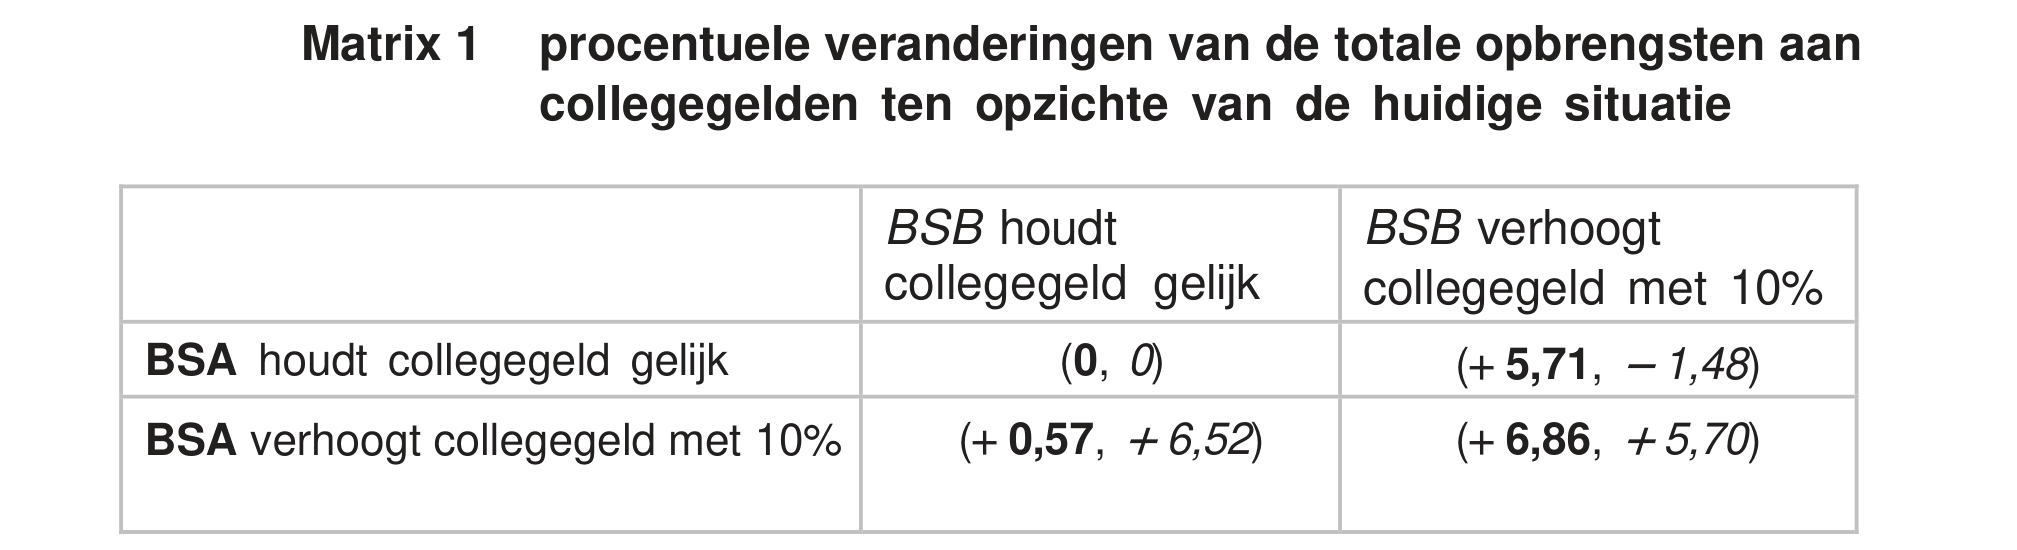 Matrix 1 procentuele veranderingen van de totale opbrengsten aan
collegegelden ten opzichte van de huidige situatie
BSB houdt
collegegeld gelijk
BSB verhoogt
collegegeld met 10%
BSA houdt collegegeld gelijk
(0, 0)
(+ 5,71, − 1,48)
BSA verhoogt collegegeld met 10%
(+ 0,57, + 6,52)
(+ 6,86, + 5,70)